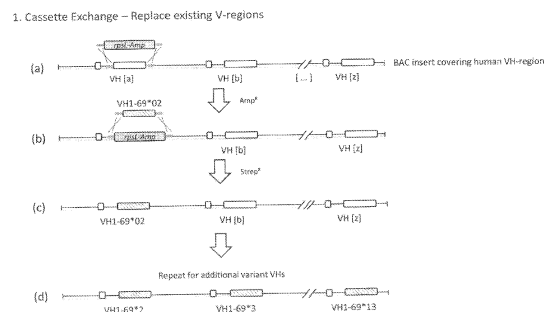 1. Cassette Exchange – Replace existing V-regions
rpsL-Amp
(a)
BAC insert covering human VH-region
VH [a]
VH [b]
[...]
VH [z]
Amp^R
VH1-69*02
(b)
rpsL-Amp
VH [b]
VH [z]
Strep^R
(c)
VH1-69*02
VH [b]
VH [z]
Repeat for additional variant VHs
(d)
VH1-69*2
VH1-69*3
VH1-69*13